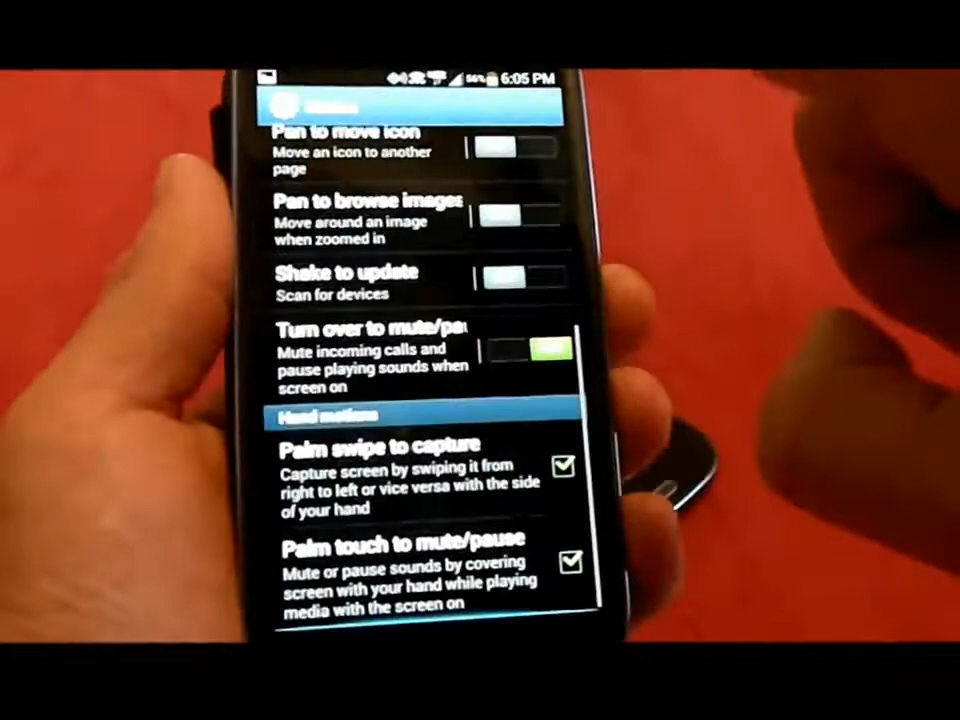 56% 6:05 PM
Motion
Pan to move icon
Move an icon to another
page
Pan to browse images
Move around an image
when zoomed in
Shake to update
Scan for devices
Turn over to mute/pau
Mute incoming calls and
pause playing sounds when
screen on
Hand motions
Palm swipe to capture
Capture screen by swiping it from
right to left or vice versa with the side
of your hand
Palm touch to mute/pause
Mute or pause sounds by covering
screen with your hand while playing
media with the screen on